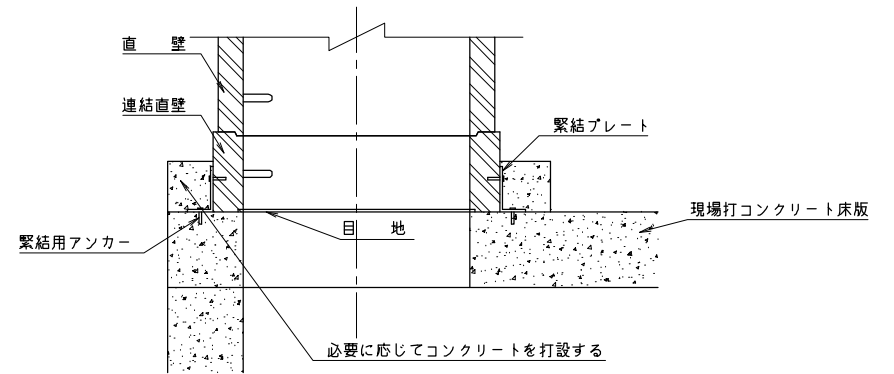 直　壁
連結直壁
緊結プレート
現場打コンクリート床版
目　地
緊結用アンカー
必要に応じてコンクリートを打設する